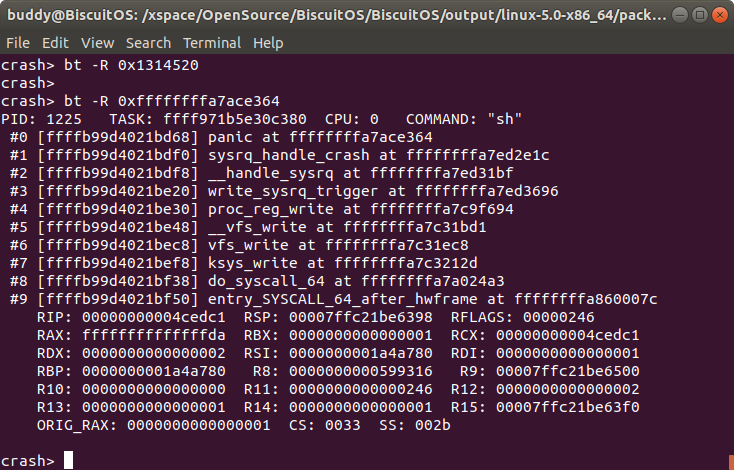 buddy@BiscuitOS: /xspace/OpenSource/BiscuitOS/BiscuitOS/output/linux-5.0-x86_64/pack...
File Edit View Search Terminal Help
crash> bt -R 0x1314520
crash>
crash> bt -R 0xffffffffa7ace364
PID: 1225   TASK: ffff971b5e30c380  CPU: 0   COMMAND: "sh"
 #0 [ffffb99d4021bd68] panic at ffffffffa7ace364
 #1 [ffffb99d4021bdf0] sysrq_handle_crash at ffffffffa7ed2e1c
 #2 [ffffb99d4021bdf8] __handle_sysrq at ffffffffa7ed31bf
 #3 [ffffb99d4021be20] write_sysrq_trigger at ffffffffa7ed3696
 #4 [ffffb99d4021be30] proc_reg_write at ffffffffa7c9f694
 #5 [ffffb99d4021be48] __vfs_write at ffffffffa7c31bd1
 #6 [ffffb99d4021bec8] vfs_write at ffffffffa7c31ec8
 #7 [ffffb99d4021bef8] ksys_write at ffffffffa7c3212d
 #8 [ffffb99d4021bf38] do_syscall_64 at ffffffffa7a024a3
 #9 [ffffb99d4021bf50] entry_SYSCALL_64_after_hwframe at ffffffffa860007c
    RIP: 00000000004cedc1  RSP: 00007ffc21be6398  RFLAGS: 00000246
    RAX: ffffffffffffffda  RBX: 0000000000000001  RCX: 00000000004cedc1
    RDX: 0000000000000002  RSI: 0000000001a4a780  RDI: 0000000000000001
    RBP: 0000000001a4a780   R8: 0000000000599316   R9: 00007ffc21be6500
    R10: 0000000000000000  R11: 0000000000000246  R12: 0000000000000002
    R13: 0000000000000001  R14: 0000000000000001  R15: 00007ffc21be63f0
    ORIG_RAX: 0000000000000001  CS: 0033  SS: 002b
crash>